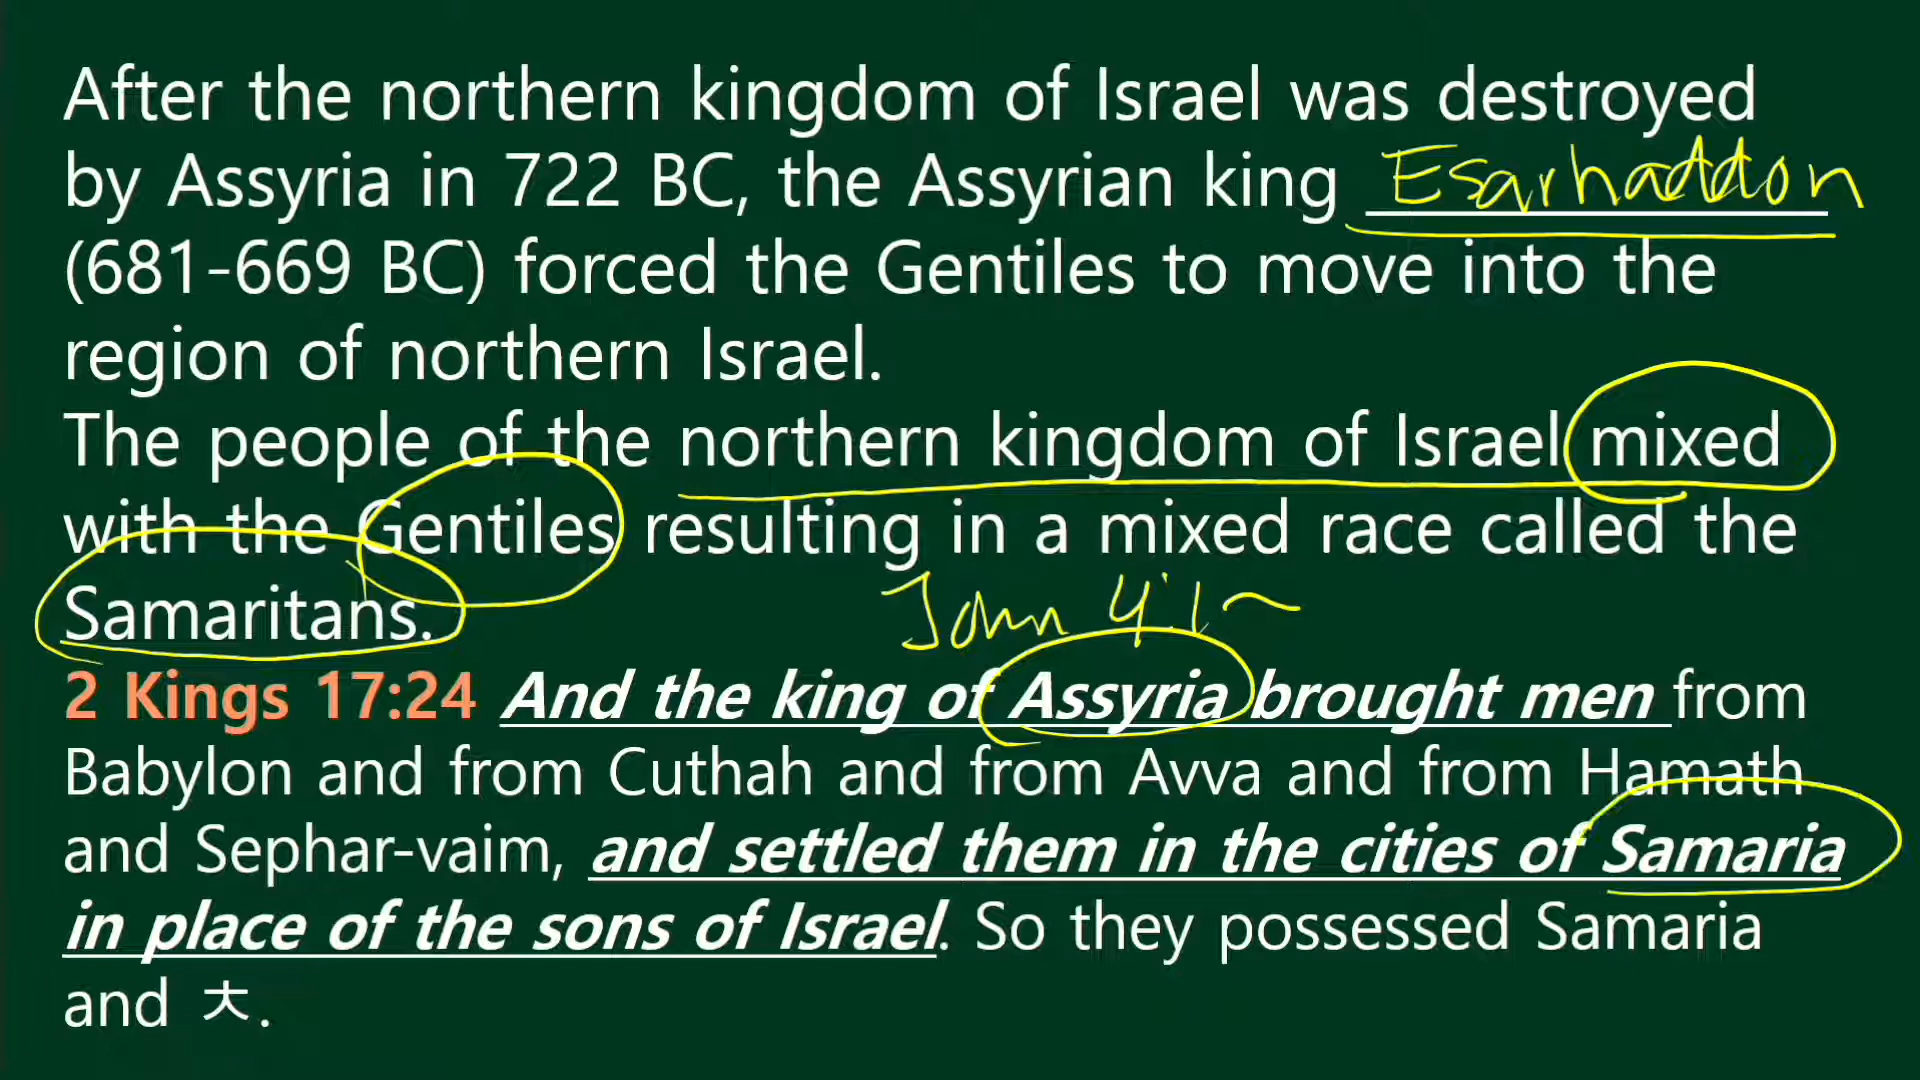 After the northern kingdom of Israel was destroyed
by Assyria in 722 BC, the Assyrian king Esarhaddon
(681-669 BC) forced the Gentiles to move into the
region of northern Israel.
The people of the northern kingdom of Israel mixed
with the Gentiles resulting in a mixed race called the
Samaritans.
John 4:1~
2 Kings 17:24 And the king of Assyria brought men from
Babylon and from Cuthah and from Avva and from Hamath
and Sephar-vaim, and settled them in the cities of Samaria
in place of the sons of Israel. So they possessed Samaria
and ㅊ.